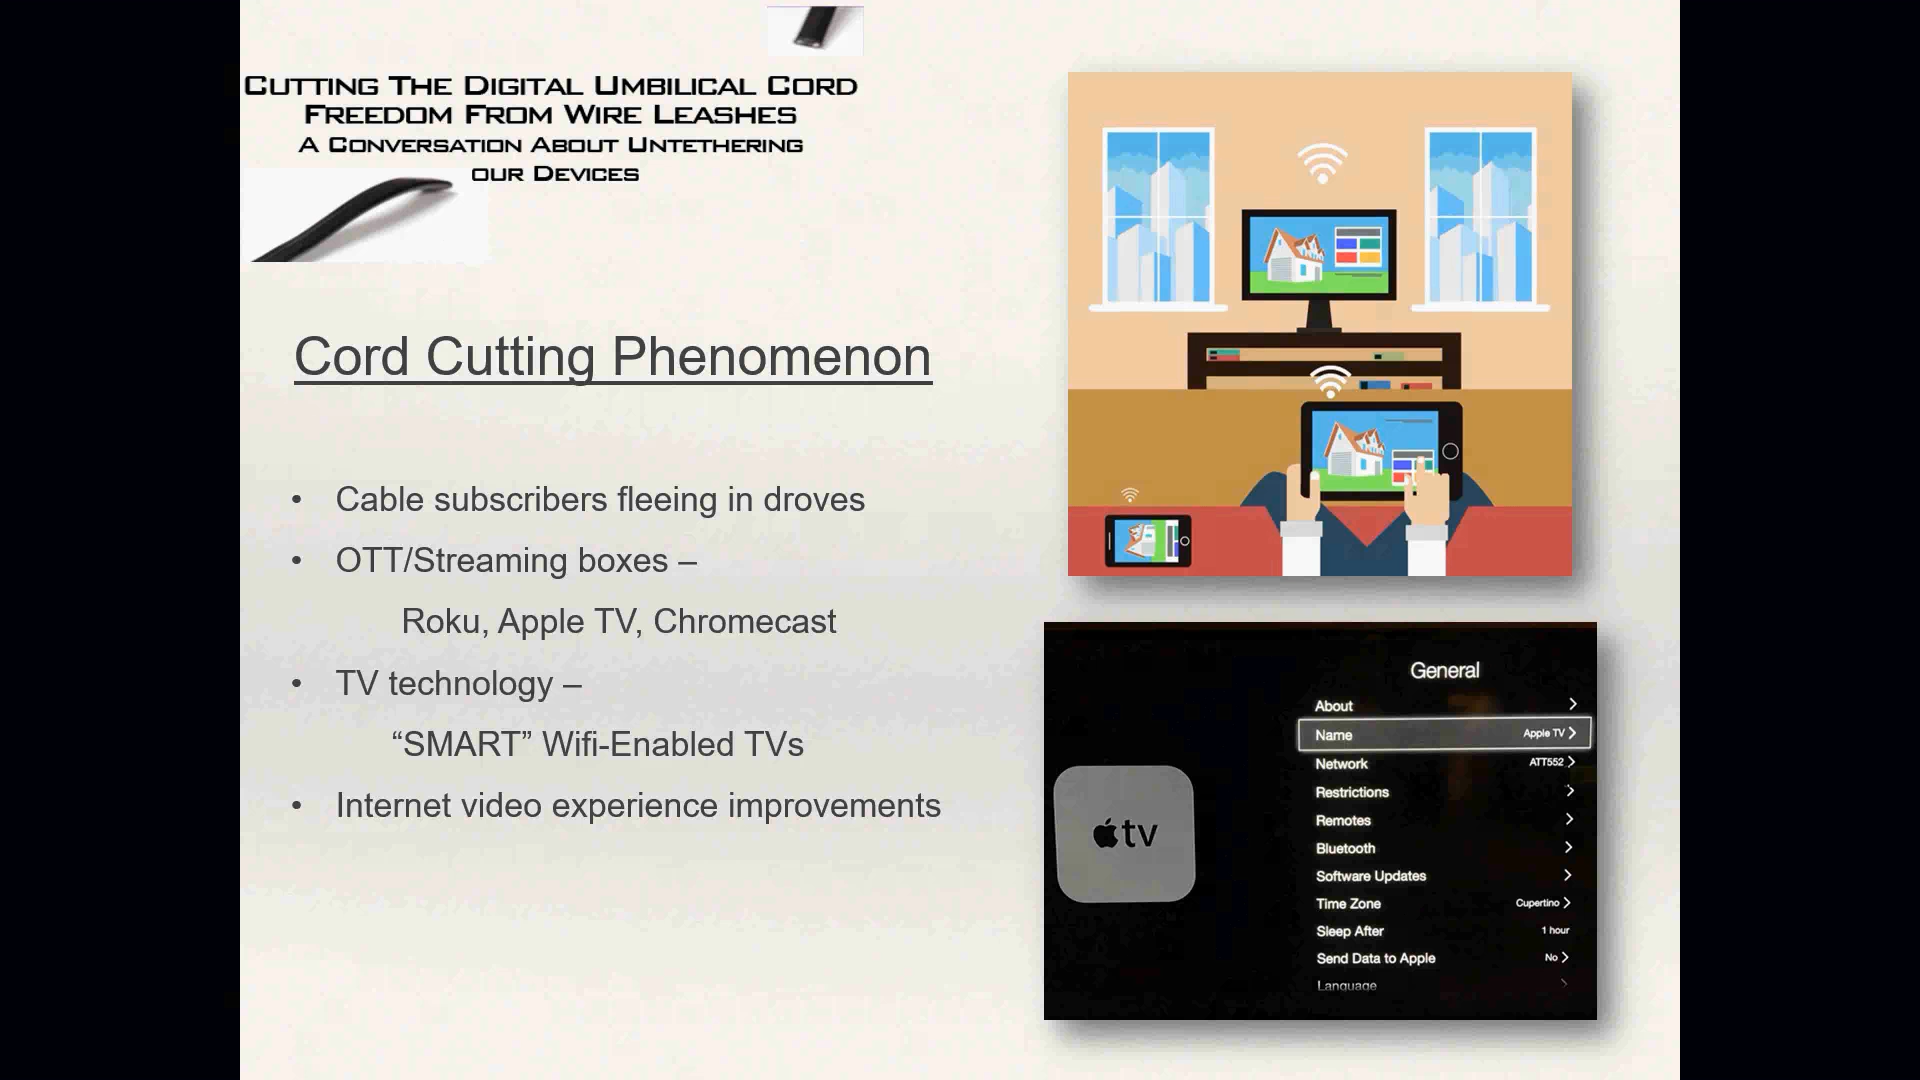 CUTTING THE DIGITAL UMBILICAL CORD
FREEDOM FROM WIRE LEASHES
A CONVERSATION ABOUT UNTETHERING
OUR DEVICES
Cord Cutting Phenomenon
• Cable subscribers fleeing in droves
• OTT/Streaming boxes –
Roku, Apple TV, Chromecast
• TV technology –
“SMART” Wifi-Enabled TVs
• Internet video experience improvements
tv
General
About
Name Apple TV
Network ATT552
Restrictions
Remotes
Bluetooth
Software Updates
Time Zone Cupertino
Sleep After 1 hour
Send Data to Apple No
Language